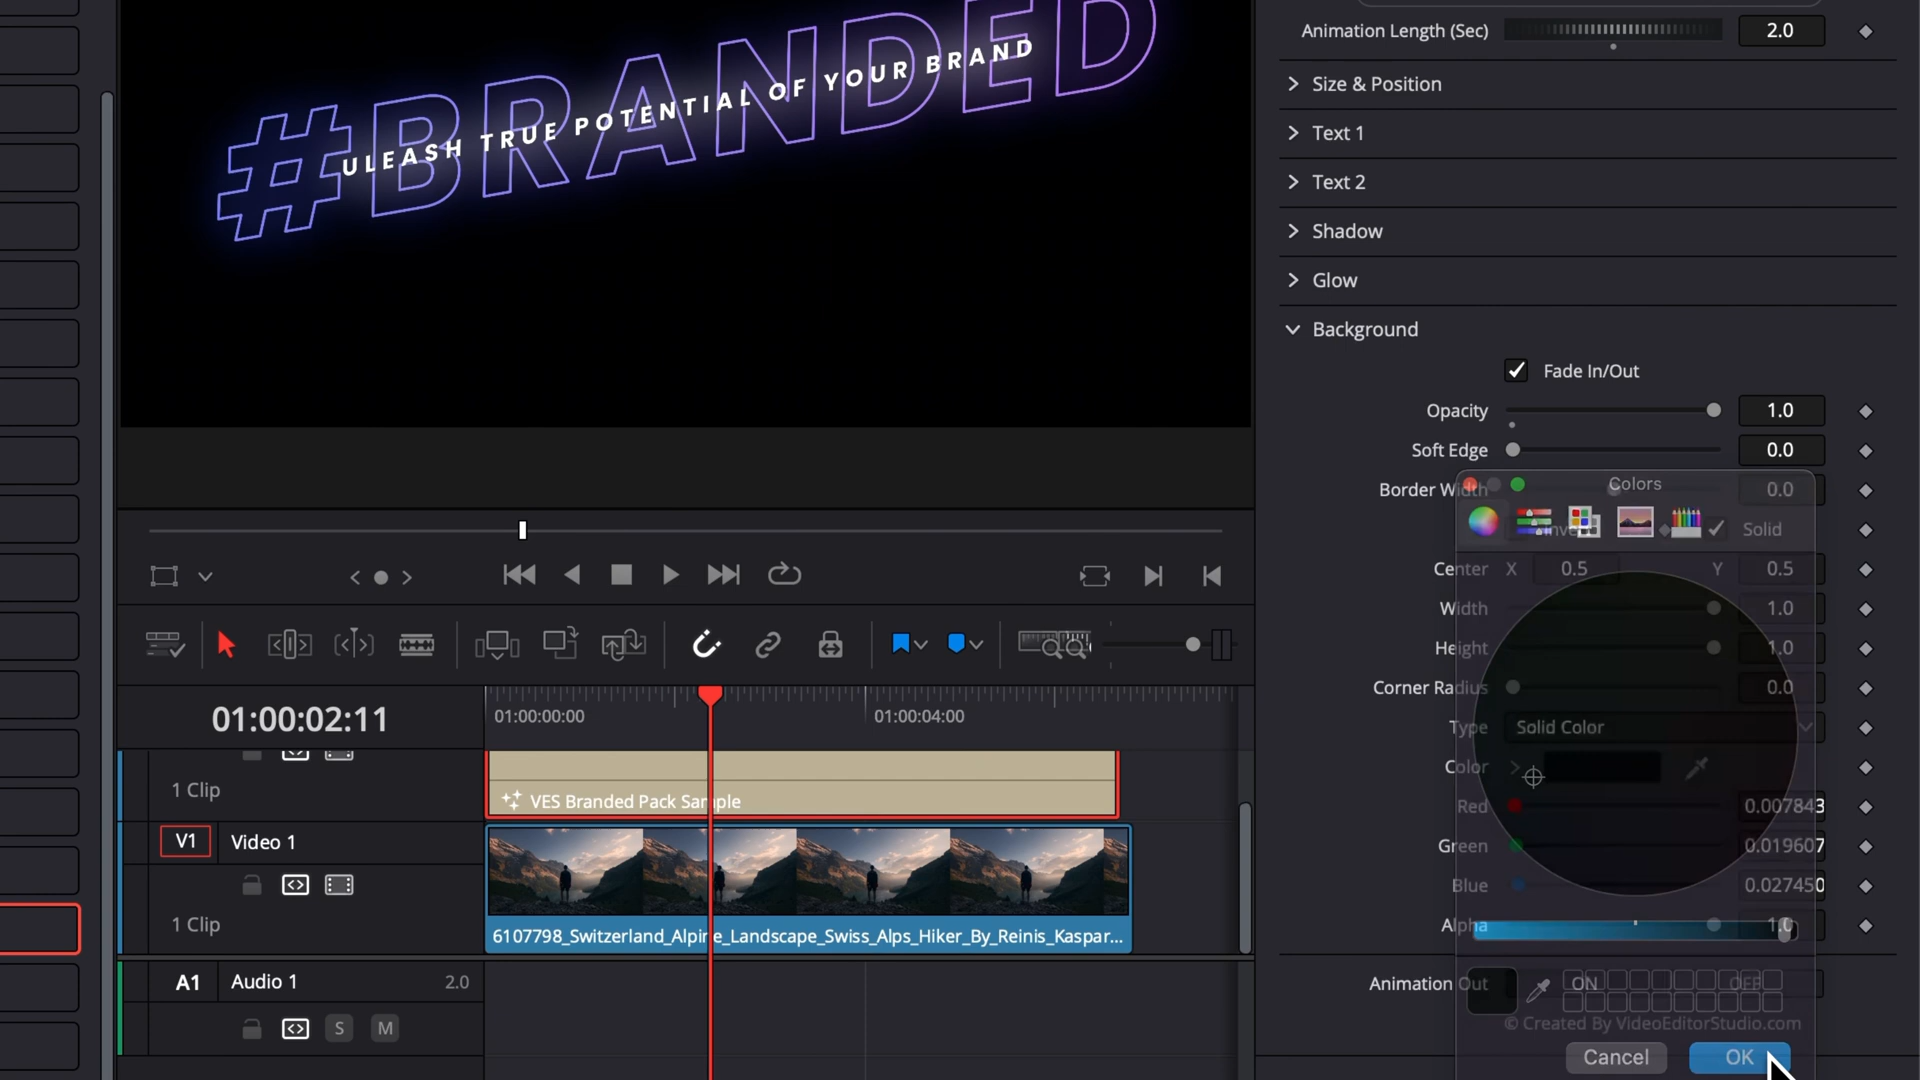 #BRANDED
ULEASH TRUE POTENTIAL OF YOUR BRAND
Animation Length (Sec) 2.0
Size & Position
Text 1
Text 2
Shadow
Glow
Background
Fade In/Out
Opacity 1.0
Soft Edge 0.0
Border Width 0.0
Colors
Solid
Center X 0.5 Y 0.5
Width 1.0
Height 1.0
Corner Radius 0.0
Type Solid Color
Color
Red 0.007843
Green 0.019607
Blue 0.027450
Alpha 1.0
Animation Out ON OFF
© Created By VideoEditorStudio.com
Cancel OK
01:00:02:11
01:00:00:00
01:00:04:00
1 Clip
VES Branded Pack Sample
V1 Video 1
1 Clip
6107798_Switzerland_Alpine_Landscape_Swiss_Alps_Hiker_By_Reinis_Kaspar...
A1 Audio 1 2.0
S M